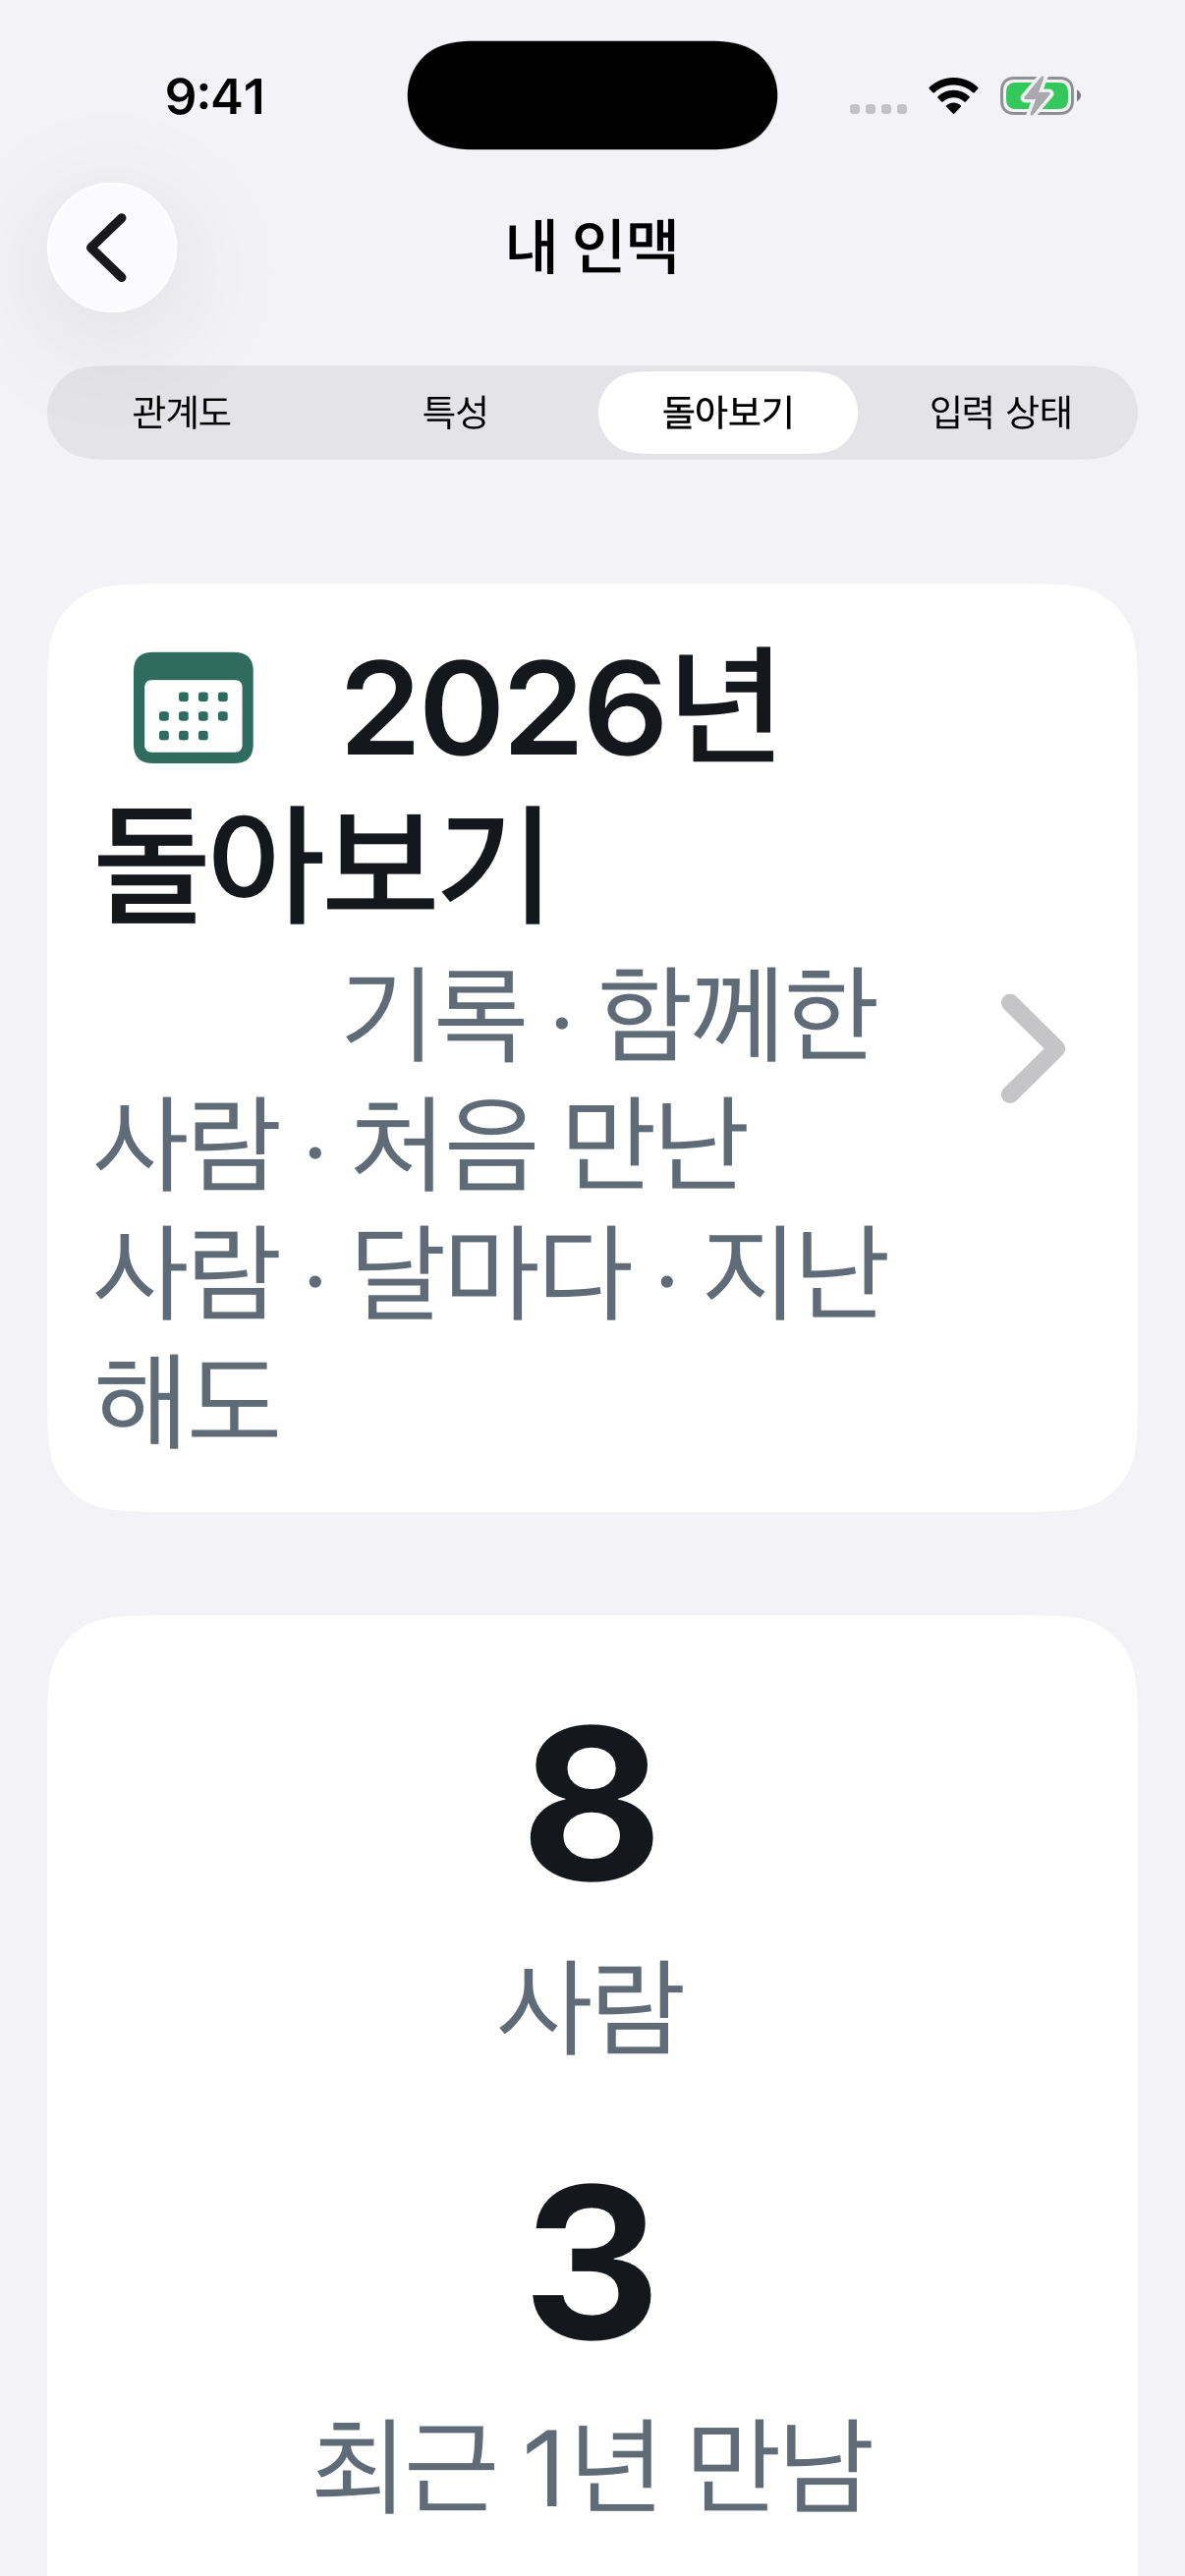 9:41
내 인맥
관계도 특성 돌아보기 입력 상태
2026년
돌아보기
기록 · 함께한
사람 · 처음 만난
사람 · 달마다 · 지난
해도
8
사람
3
최근 1년 만남